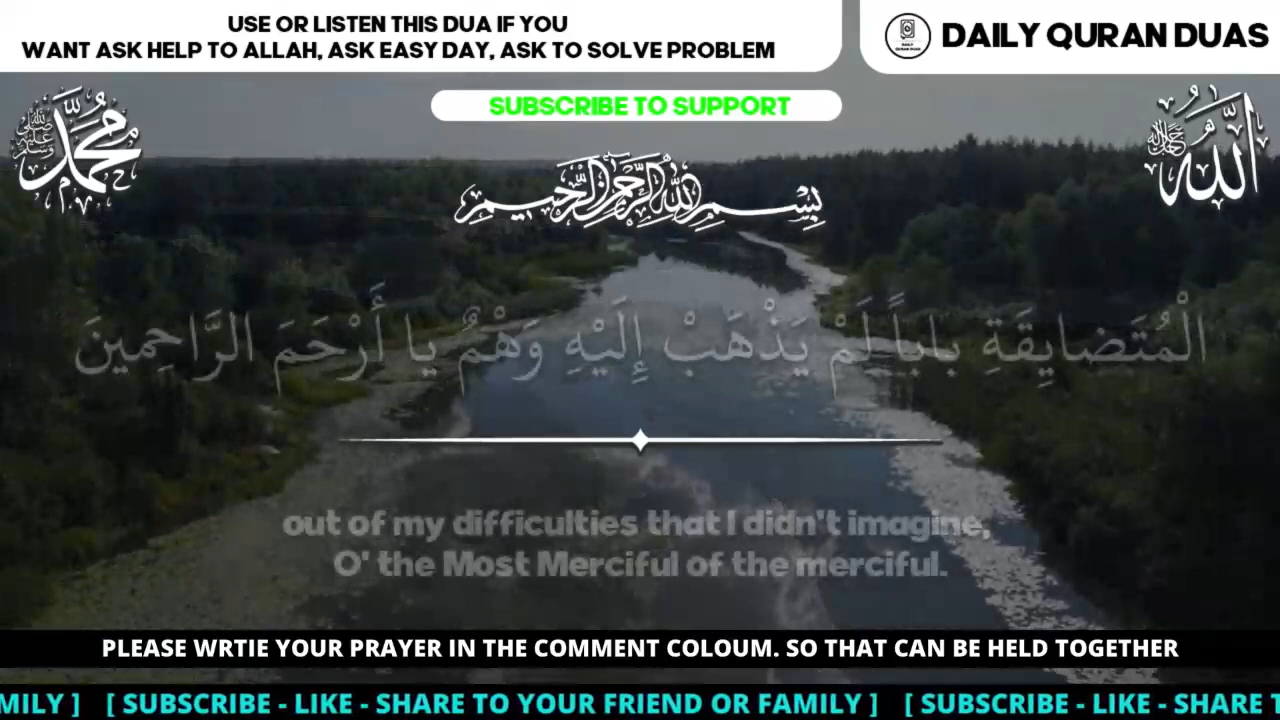 USE OR LISTEN THIS DUA IF YOU
WANT ASK HELP TO ALLAH, ASK EASY DAY, ASK TO SOLVE PROBLEM
DAILY QURAN DUAS
SUBSCRIBE TO SUPPORT
محمد
الله
بسم الله الرحمن الرحيم
الْمُتَضايِقَةِ بابأً لَمْ يَذْهَبْ إِلَيْهِ وَهْمٌ يا أَرْحَمَ الرَّاحِمِينَ
out of my difficulties that I didn't imagine,
O' the Most Merciful of the merciful.
PLEASE WRTIE YOUR PRAYER IN THE COMMENT COLOUM. SO THAT CAN BE HELD TOGETHER
MILY ] [ SUBSCRIBE - LIKE - SHARE TO YOUR FRIEND OR FAMILY ] [ SUBSCRIBE - LIKE - SHARE T